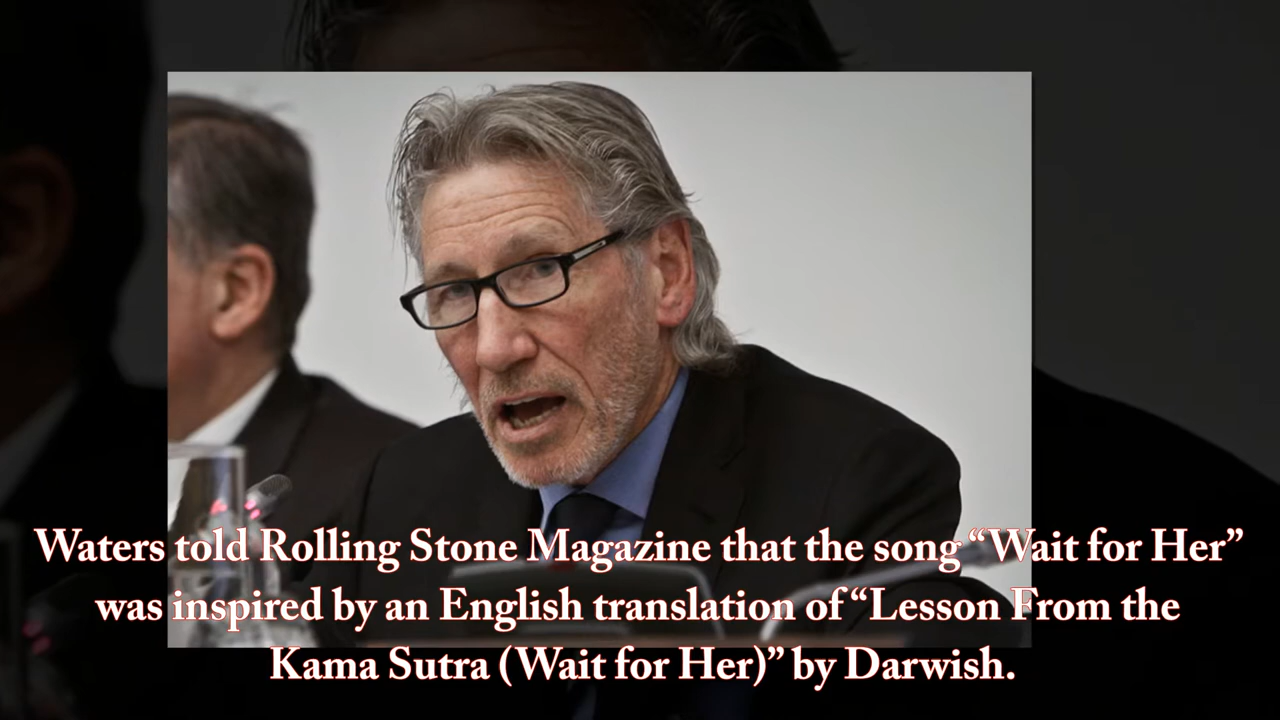 Waters told Rolling Stone Magazine that the song “Wait for Her”
was inspired by an English translation of “Lesson From the
Kama Sutra (Wait for Her)” by Darwish.